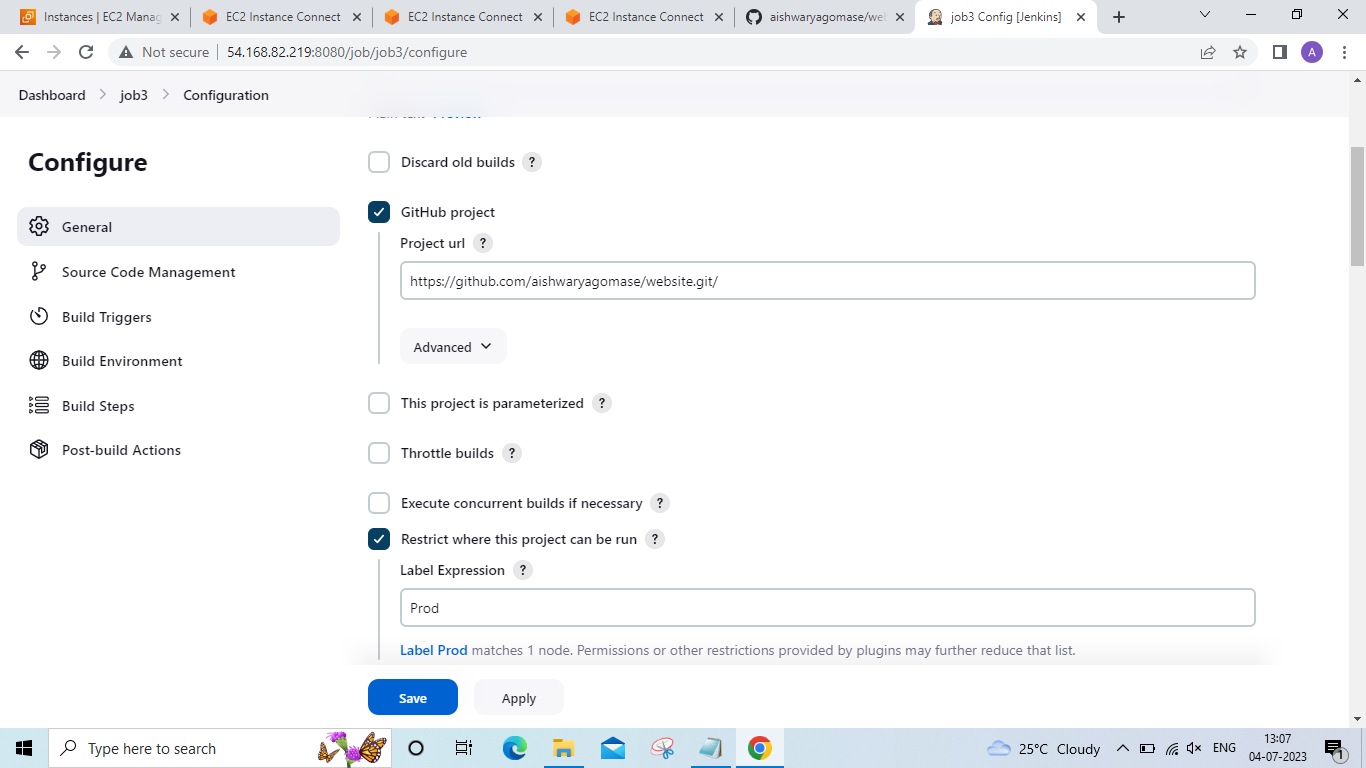 Instances | EC2 Manag
EC2 Instance Connect
EC2 Instance Connect
EC2 Instance Connect
aishwaryagomase/web
job3 Config [Jenkins]
Not secure
54.168.82.219:8080/job/job3/configure
A
Dashboard
job3
Configuration
Configure
General
Source Code Management
Build Triggers
Build Environment
Build Steps
Post-build Actions
Plain text Preview
Discard old builds ?
GitHub project
Project url ?
https://github.com/aishwaryagomase/website.git/
Advanced
This project is parameterized ?
Throttle builds ?
Execute concurrent builds if necessary ?
Restrict where this project can be run ?
Label Expression ?
Prod
Label Prod matches 1 node. Permissions or other restrictions provided by plugins may further reduce that list.
Save
Apply
Type here to search
25°C Cloudy
ENG
13:07
04-07-2023
1